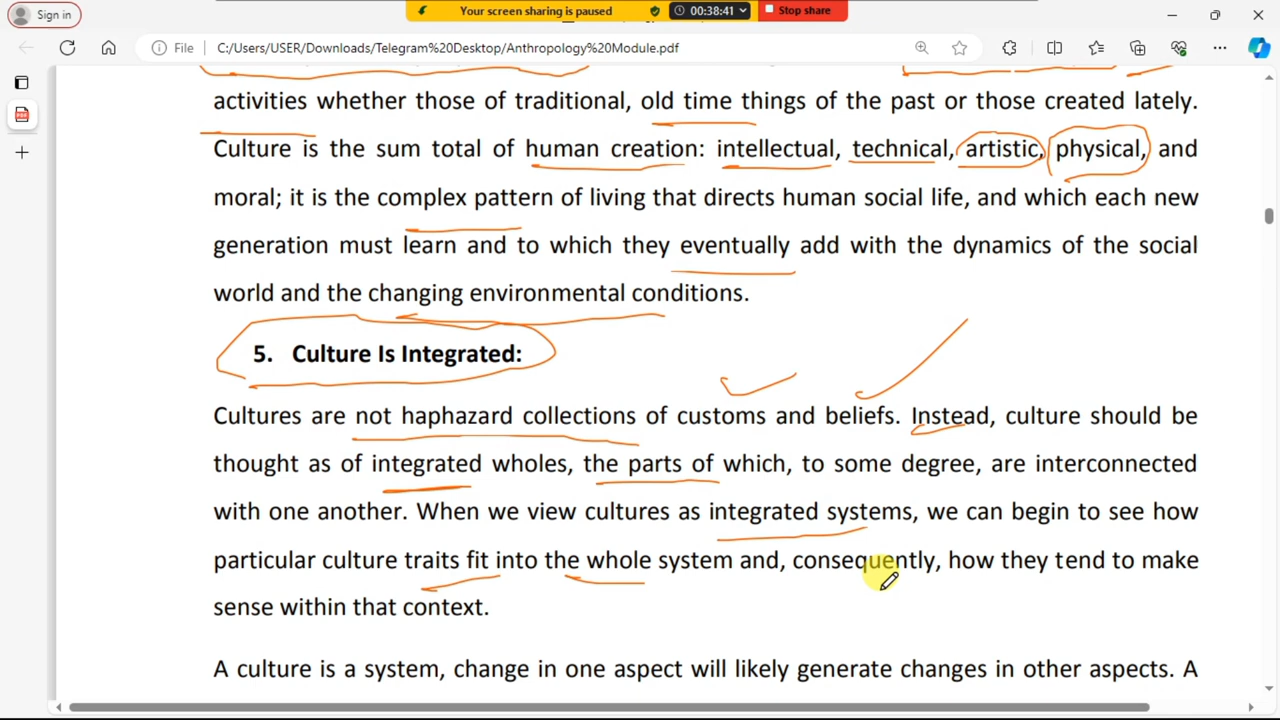 Sign in
Your screen sharing is paused
00:38:41
Stop share
File
C:/Users/USER/Downloads/Telegram%20Desktop/Anthropology%20Module.pdf
activities whether those of traditional, old time things of the past or those created lately.
Culture is the sum total of human creation: intellectual, technical, artistic, physical, and
moral; it is the complex pattern of living that directs human social life, and which each new
generation must learn and to which they eventually add with the dynamics of the social
world and the changing environmental conditions.
5. Culture Is Integrated:
Cultures are not haphazard collections of customs and beliefs. Instead, culture should be
thought as of integrated wholes, the parts of which, to some degree, are interconnected
with one another. When we view cultures as integrated systems, we can begin to see how
particular culture traits fit into the whole system and, consequently, how they tend to make
sense within that context.
A culture is a system, change in one aspect will likely generate changes in other aspects. A